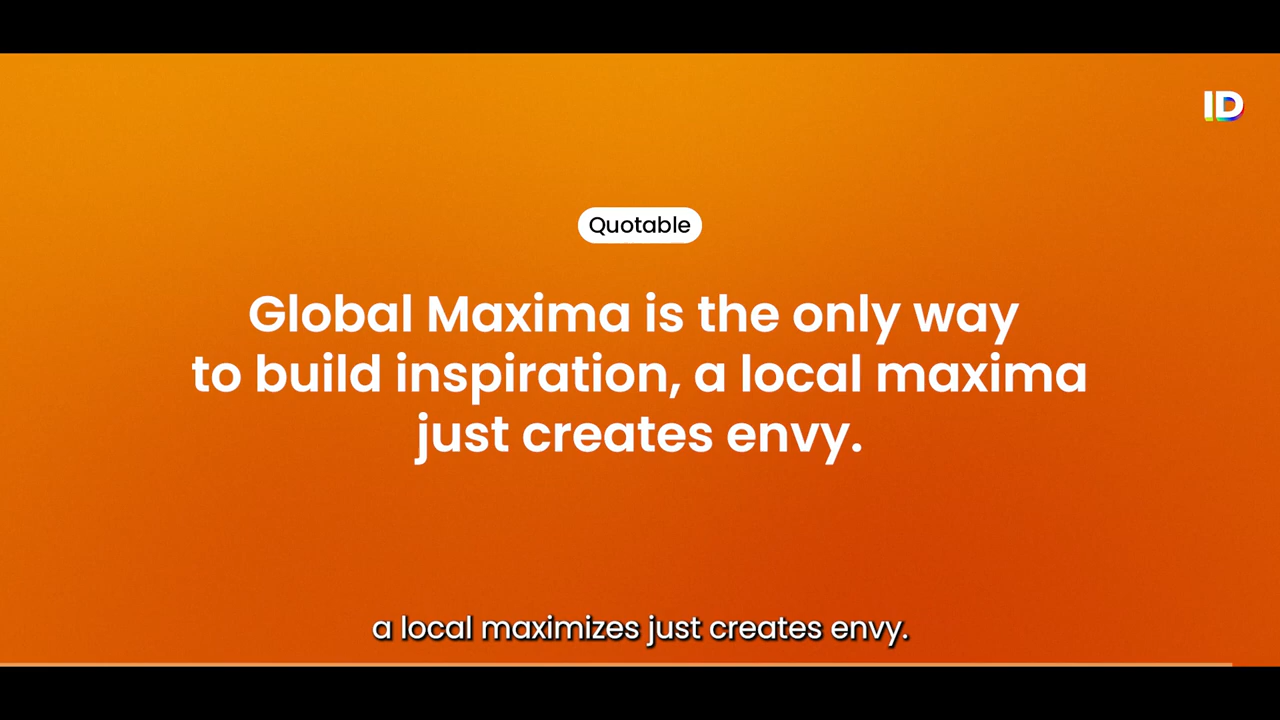 ID
Quotable
Global Maxima is the only way
to build inspiration, a local maxima
just creates envy.
a local maximizes just creates envy.